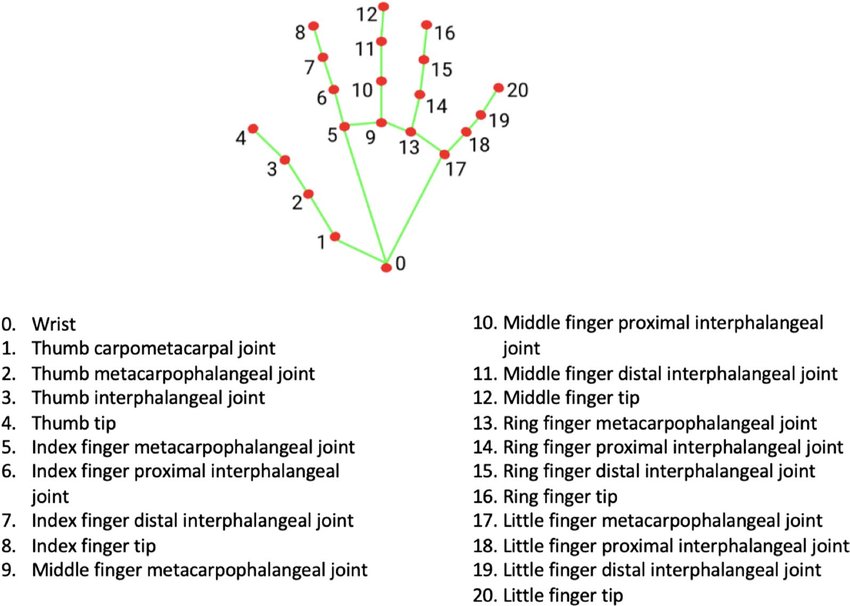 12
8
16
11
7
15
10
6
20
14
4
5
9
19
13
18
3
17
2
1
0
0. Wrist
1. Thumb carpometacarpal joint
2. Thumb metacarpophalangeal joint
3. Thumb interphalangeal joint
4. Thumb tip
5. Index finger metacarpophalangeal joint
6. Index finger proximal interphalangeal
joint
7. Index finger distal interphalangeal joint
8. Index finger tip
9. Middle finger metacarpophalangeal joint
10. Middle finger proximal interphalangeal
joint
11. Middle finger distal interphalangeal joint
12. Middle finger tip
13. Ring finger metacarpophalangeal joint
14. Ring finger proximal interphalangeal joint
15. Ring finger distal interphalangeal joint
16. Ring finger tip
17. Little finger metacarpophalangeal joint
18. Little finger proximal interphalangeal joint
19. Little finger distal interphalangeal joint
20. Little finger tip